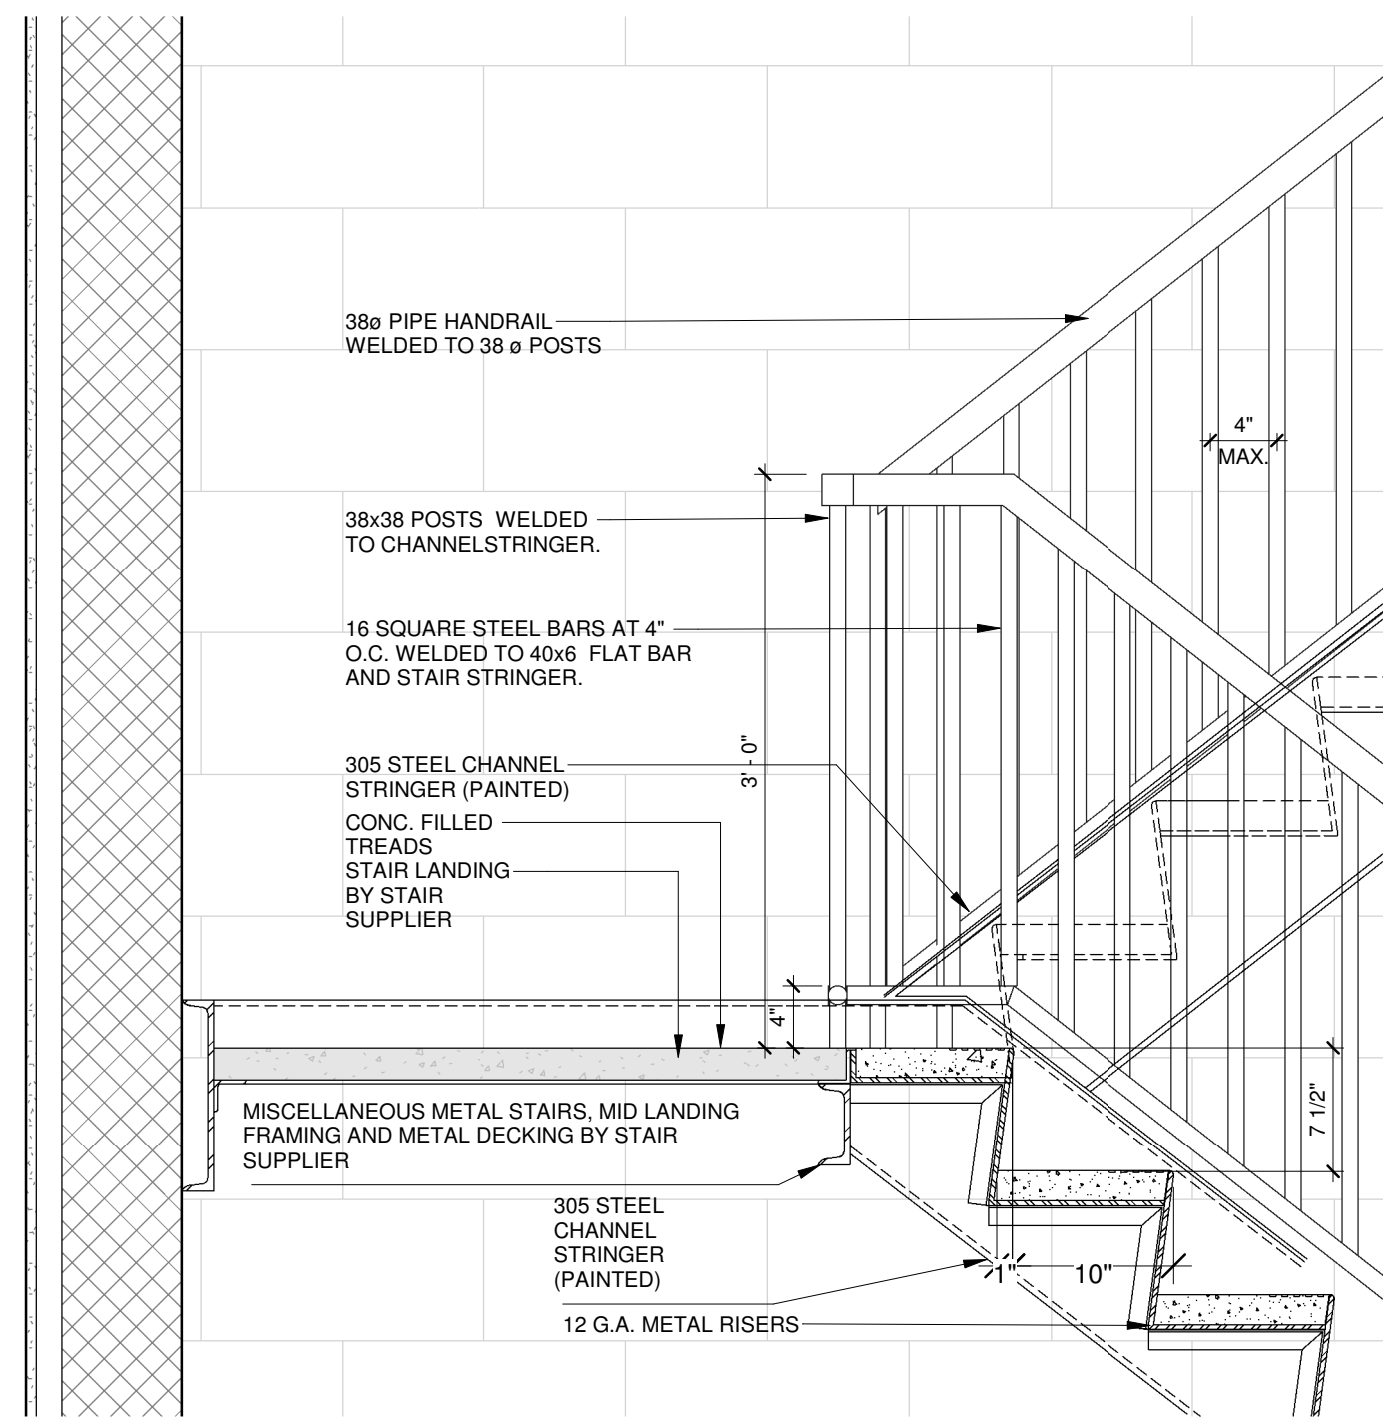 38ø PIPE HANDRAIL
WELDED TO 38 ø POSTS
4"
MAX.
38x38 POSTS WELDED
TO CHANNELSTRINGER.
16 SQUARE STEEL BARS AT 4"
O.C. WELDED TO 40x6 FLAT BAR
AND STAIR STRINGER.
3' - 0"
305 STEEL CHANNEL
STRINGER (PAINTED)
CONC. FILLED
TREADS
STAIR LANDING
BY STAIR
SUPPLIER
4"
7 1/2"
MISCELLANEOUS METAL STAIRS, MID LANDING
FRAMING AND METAL DECKING BY STAIR
SUPPLIER
305 STEEL
CHANNEL
STRINGER
(PAINTED)
1"
10"
12 G.A. METAL RISERS